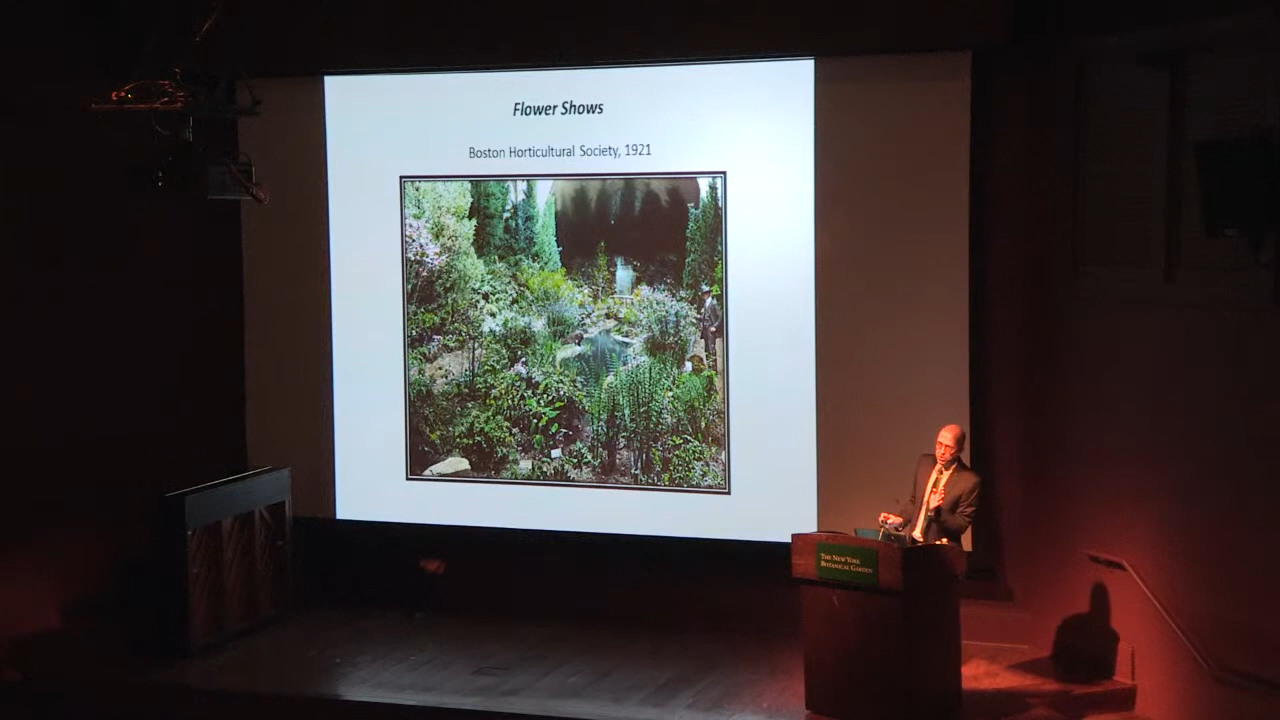 Flower Shows
Boston Horticultural Society, 1921
THE NEW YORK
BOTANICAL GARDEN